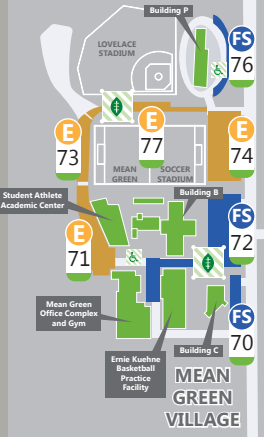 Building P
LOVELACE
STADIUM
FS
76
E
73
E
77
E
74
MEAN
GREEN
SOCCER
STADIUM
Student Athlete
Academic Center
Building B
E
71
FS
72
Mean Green
Office Complex
and Gym
Ernie Kuehne
Basketball
Practice
Facility
Building C
FS
70
MEAN
GREEN
VILLAGE